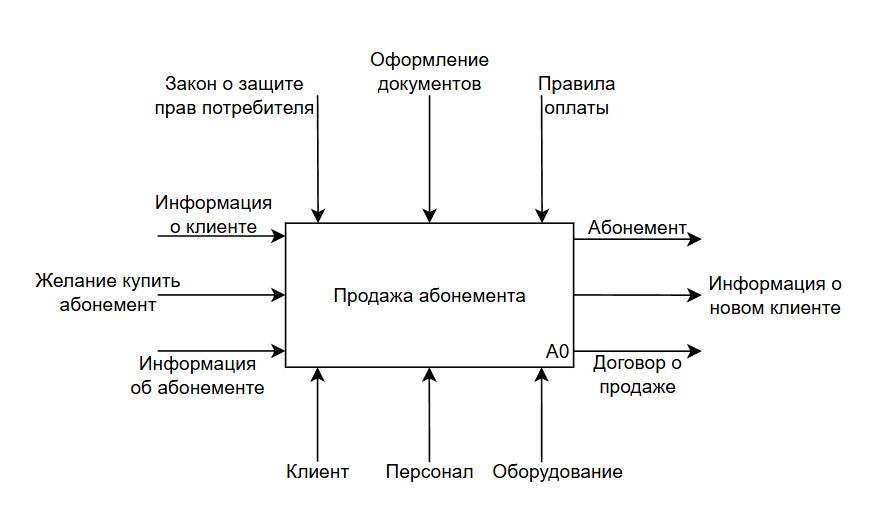 Закон о защите
прав потребителя
Оформление
документов
Правила
оплаты
Информация
о клиенте
Желание купить
абонемент
Информация
об абонементе
Продажа абонемента
A0
Абонемент
Информация о
новом клиенте
Договор о
продаже
Клиент
Персонал
Оборудование